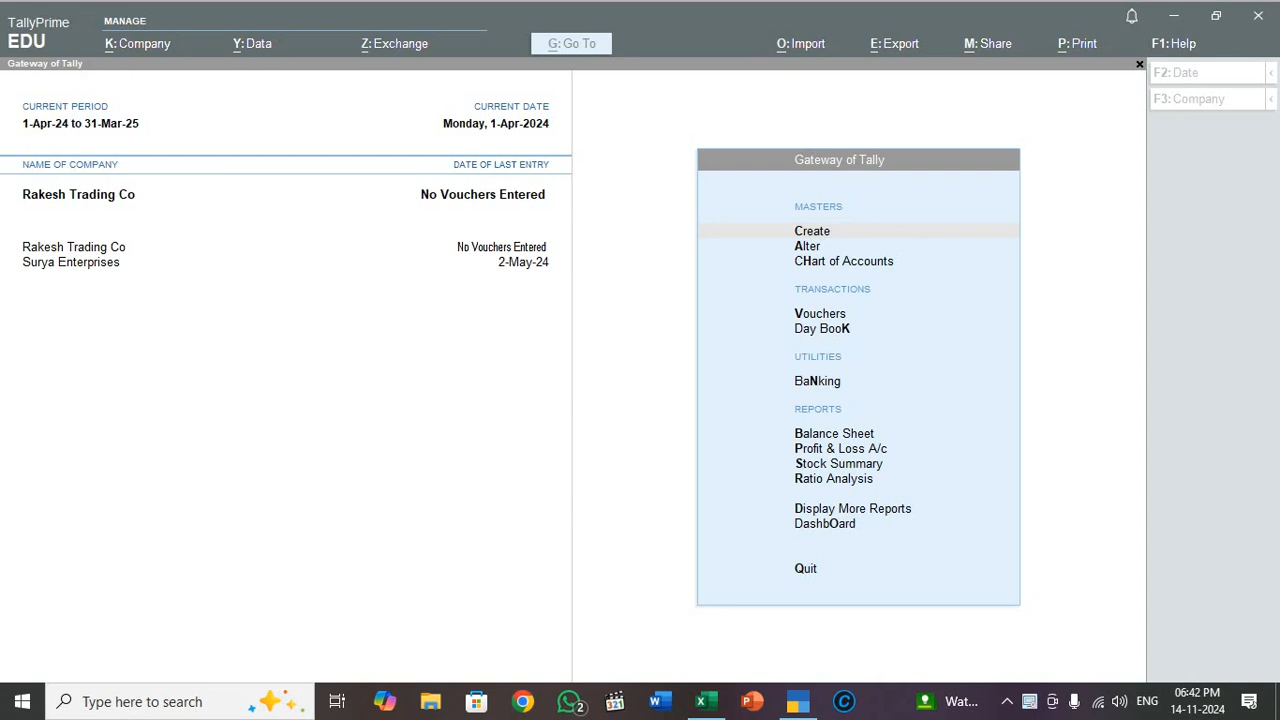 TallyPrime
EDU
MANAGE
K: Company
Y: Data
Z: Exchange
G: Go To
O: Import
E: Export
M: Share
P: Print
F1: Help
Gateway of Tally
F2: Date
F3: Company
CURRENT PERIOD
CURRENT DATE
1-Apr-24 to 31-Mar-25
Monday, 1-Apr-2024
NAME OF COMPANY
DATE OF LAST ENTRY
Rakesh Trading Co
No Vouchers Entered
Rakesh Trading Co
No Vouchers Entered
Surya Enterprises
2-May-24
Gateway of Tally
MASTERS
Create
Alter
CHart of Accounts
TRANSACTIONS
Vouchers
Day BooK
UTILITIES
BaNking
REPORTS
Balance Sheet
Profit & Loss A/c
Stock Summary
Ratio Analysis
Display More Reports
DashbOard
Quit
Type here to search
321
2
Wat...
ENG
06:42 PM
14-11-2024